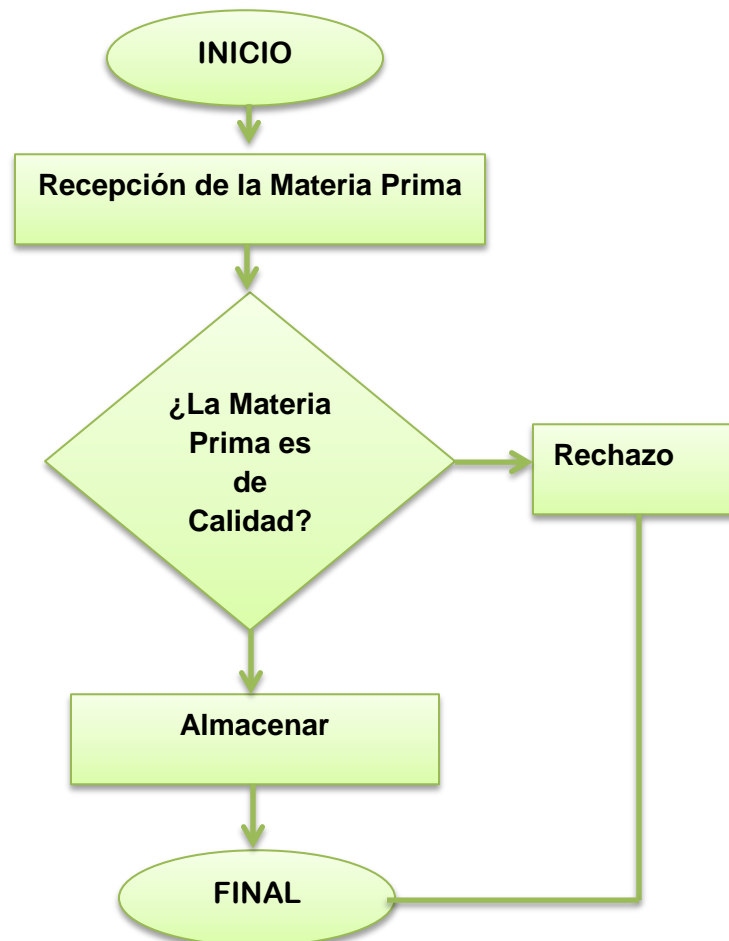 INICIO
Recepción de la Materia Prima
¿La Materia
Prima es
de
Calidad?
Rechazo
Almacenar
FINAL